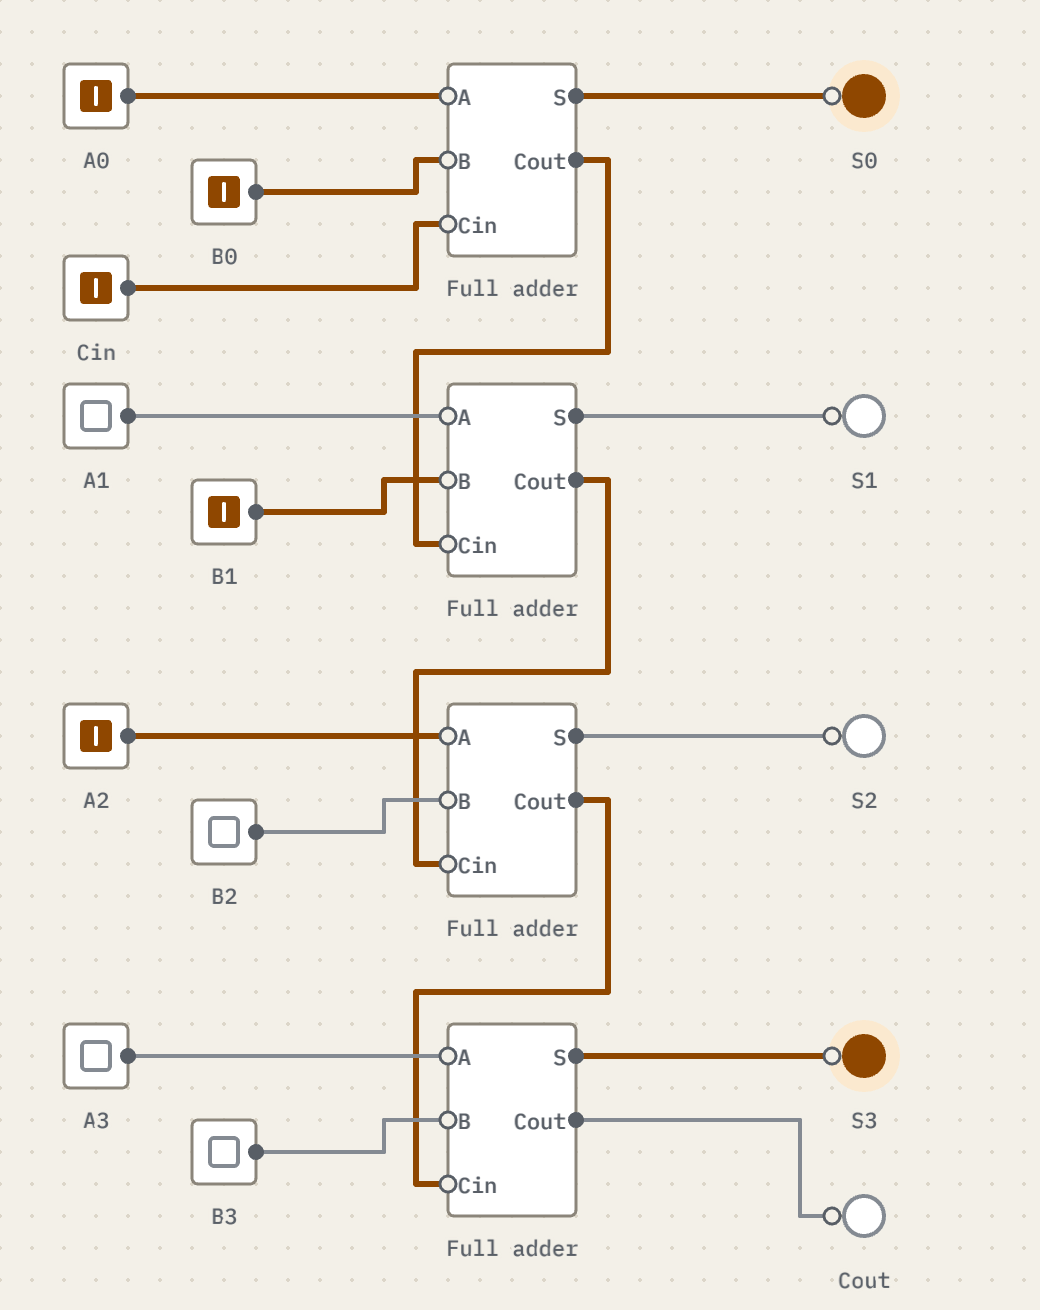 A S
A0 S0
B Cout
B0 Cin
Full adder
Cin
A S
A1 B Cout S1
Cin
B1
Full adder
A S
A2 B Cout S2
Cin
B2
Full adder
A S
A3 B Cout S3
Cin
B3
Full adder
Cout